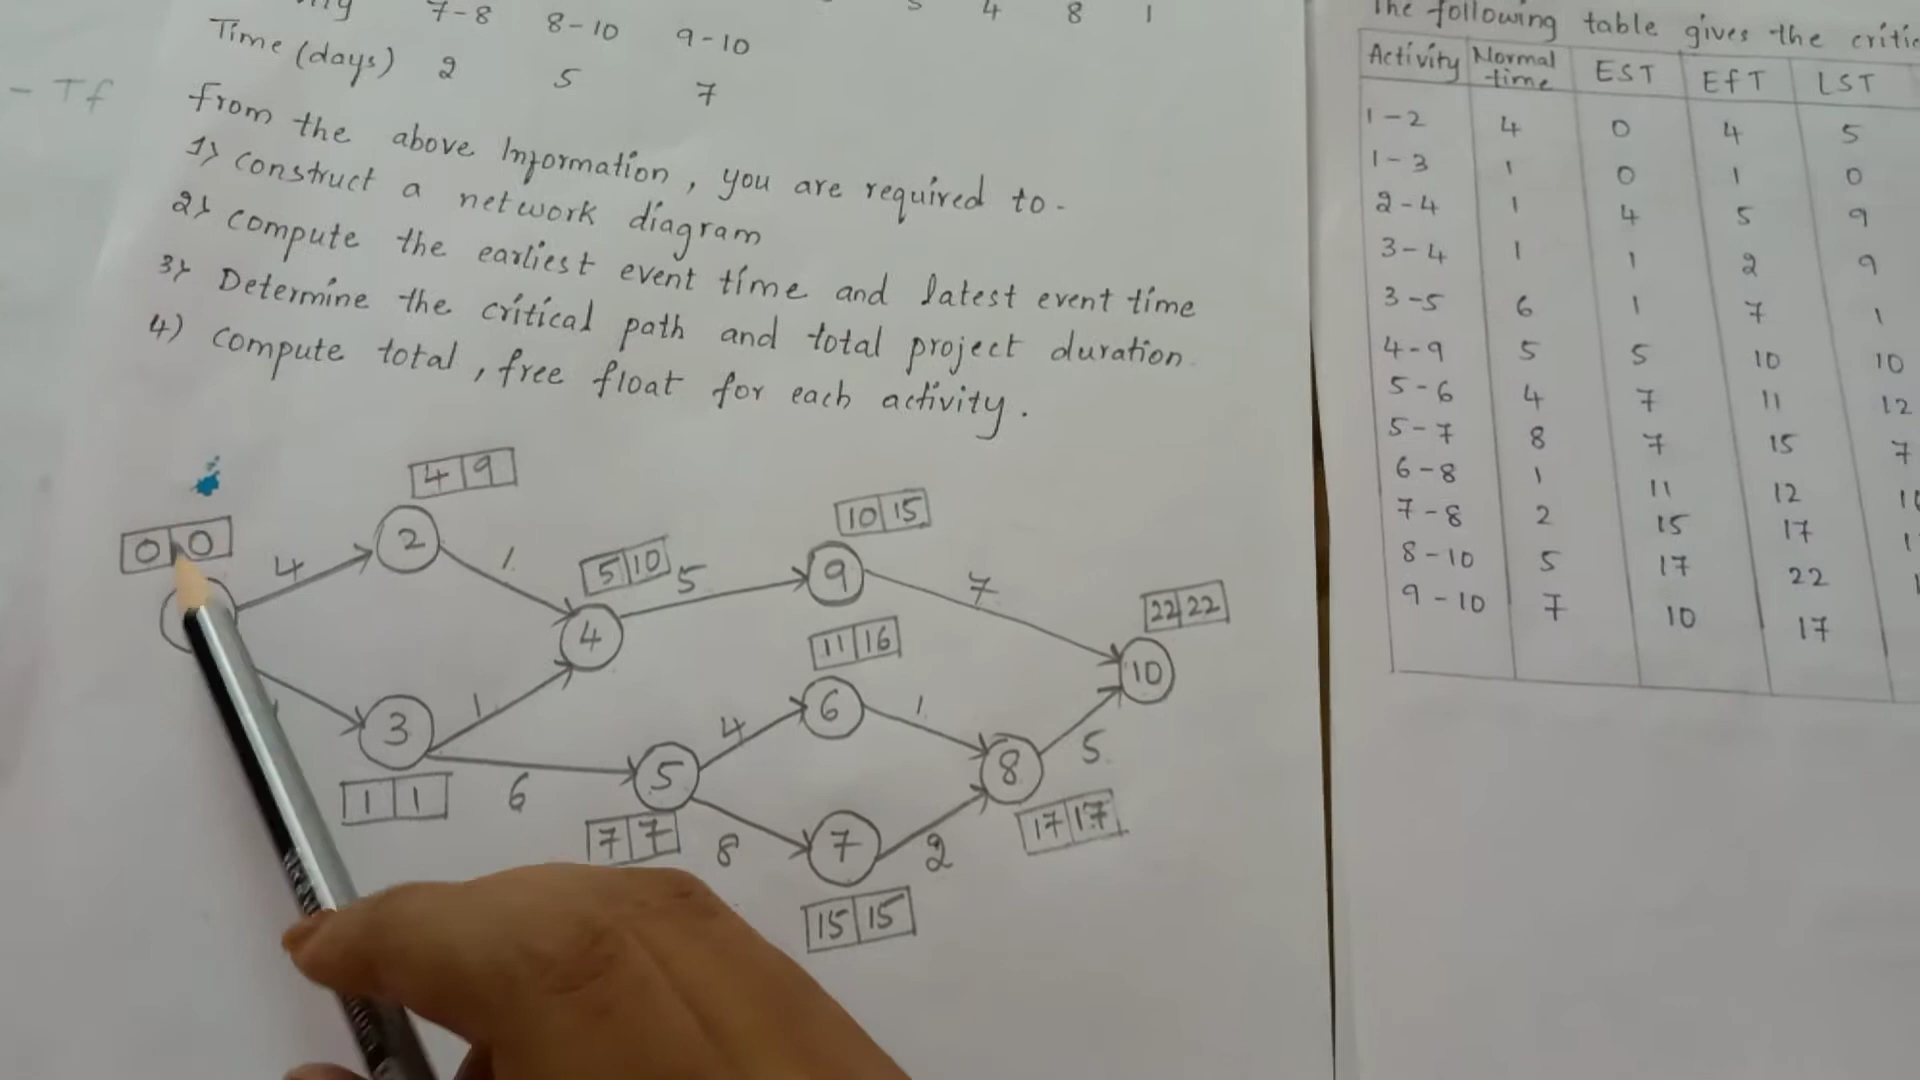 7-8 8-10 9-10 5 4 8 1
Time (days) 2 5 7
- Tf
From the above Information, you are required to -
1) construct a network diagram
2) compute the earliest event time and latest event time
3) Determine the critical path and total project duration.
4) compute total, free float for each activity.
0 0
4
2
4 9
1
3
1 1
1
6
4
5 10
5
5
7 7
4
8
9
10 15
7
6
11 16
1
7
15 15
2
8
17 17
5
10
22 22
The following table gives the
Activity Normal time EST EfT LST
1-2 4 0 4 5
1-3 1 0 1 0
2-4 1 4 5 9
3-4 1 1 2 9
3-5 6 1 7 1
4-9 5 5 10 10
5-6 4 7 11 12
5-7 8 7 15 7
6-8 1 11 12
7-8 2 15 17
8-10 5 17 22
9-10 7 10 17